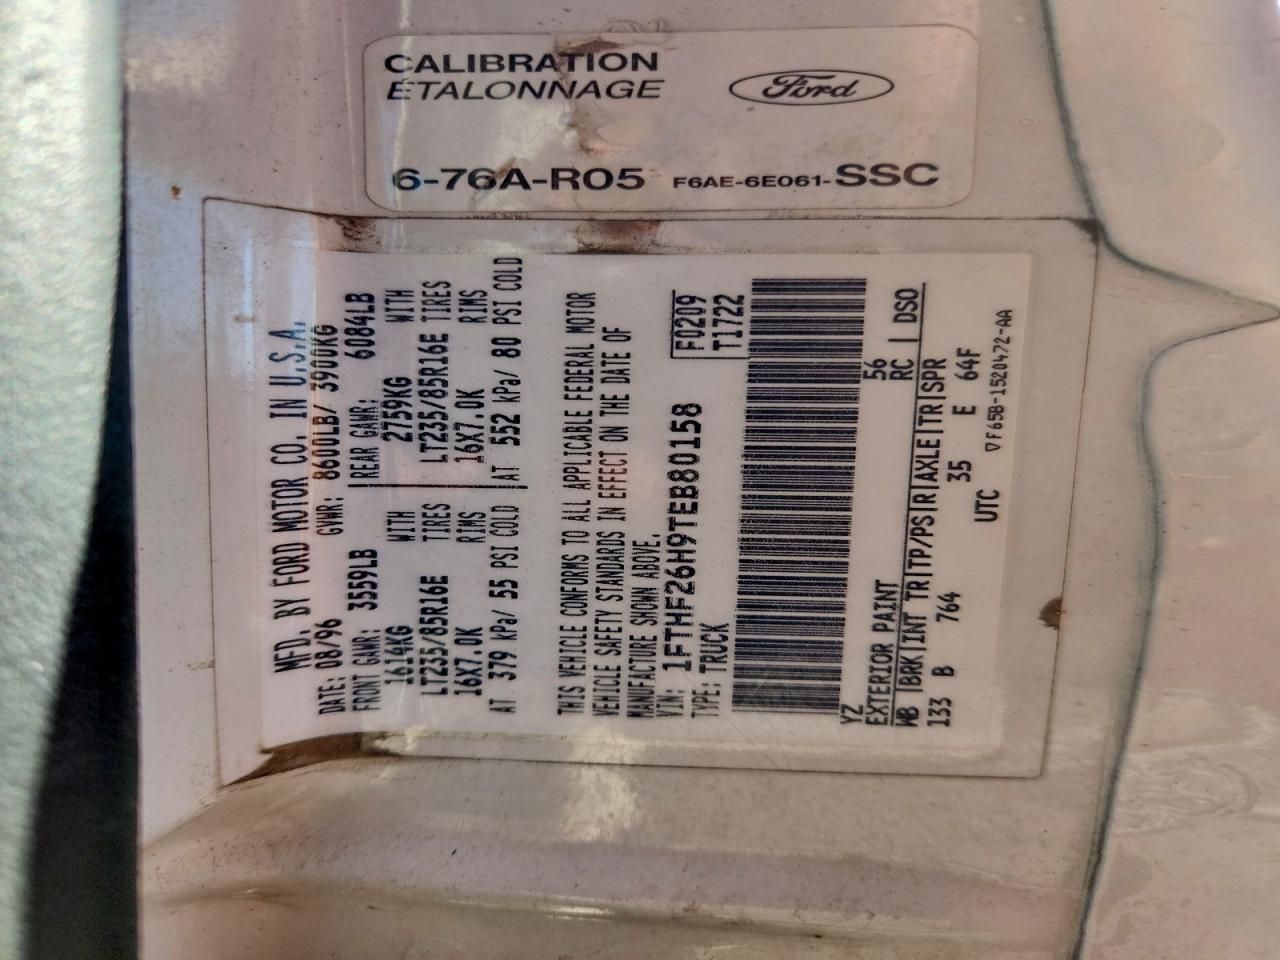 CALIBRATION
ÉTALONNAGE
Ford
6-76A-R05 F6AE-6E061-SSC
MFD. BY FORD MOTOR CO. IN U.S.A.
DATE: 08/96 GVWR: 8600LB/ 3900KG
FRONT GAWR: 3559LB REAR GAWR: 6084LB
1614KG WITH 2759KG WITH
LT235/85R16E TIRES LT235/85R16E TIRES
16X7.0K RIMS 16X7.0K RIMS
AT 379 kPa/ 55 PSI COLD AT 552 kPa/ 80 PSI COLD
THIS VEHICLE CONFORMS TO ALL APPLICABLE FEDERAL MOTOR
VEHICLE SAFETY STANDARDS IN EFFECT ON THE DATE OF
MANUFACTURE SHOWN ABOVE.
VIN: 1FTHF26H9TEB80158 F0209
TYPE: TRUCK T1722
YZ 56
EXTERIOR PAINT RC DSO
WB BRK INT TR TP/PS R AXLE TR SPR
133 B 764 35 E 64F
UTC ▽F65B-1520472-AA